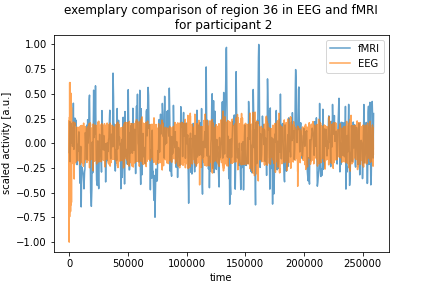 exemplary comparison of region 36 in EEG and fMRI
for participant 2
fMRI
EEG
scaled activity [a.u.]
1.00
0.75
0.50
0.25
0.00
−0.25
−0.50
−0.75
−1.00
0 50000 100000 150000 200000 250000
time